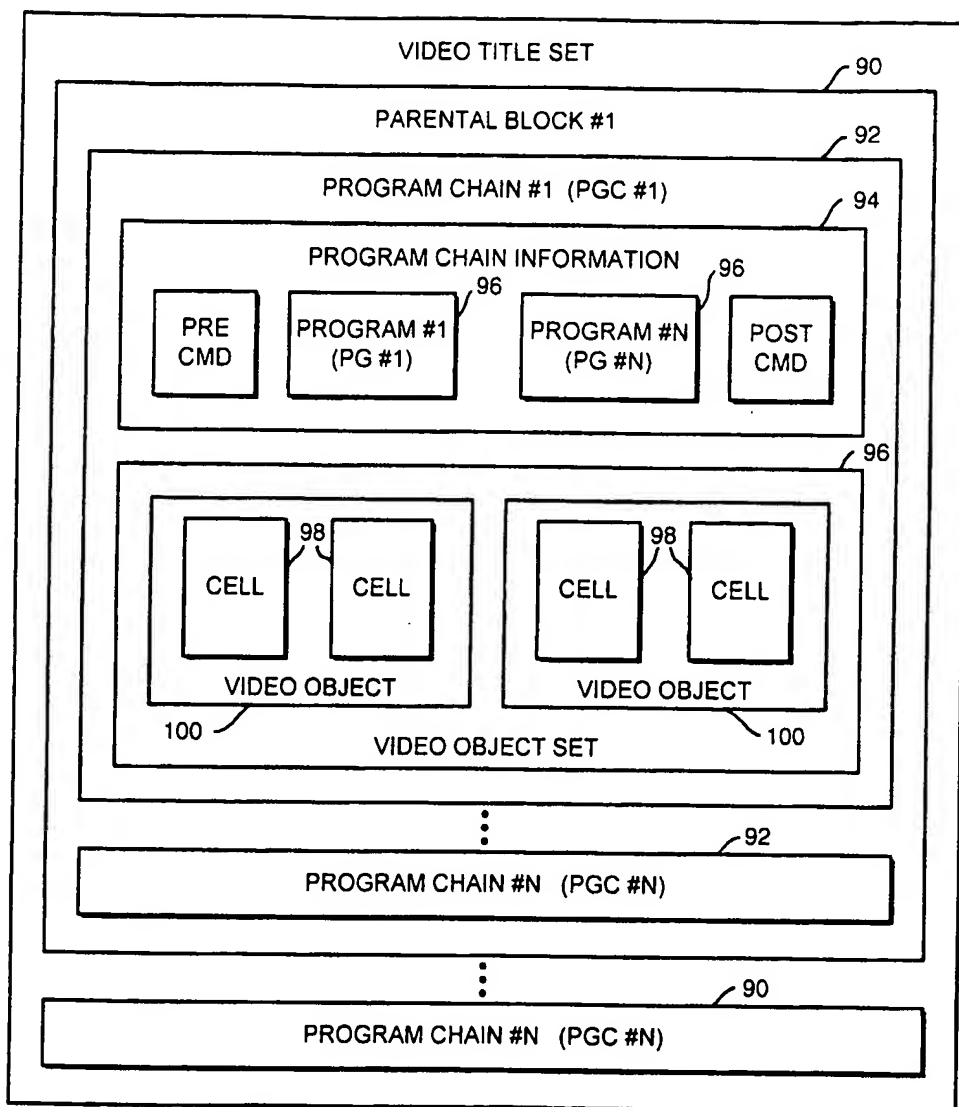 VIDEO TITLE SET
90
PARENTAL BLOCK #1
92
PROGRAM CHAIN #1 (PGC #1)
94
PROGRAM CHAIN INFORMATION
96
96
PRE
CMD
PROGRAM #1
(PG #1)
PROGRAM #N
(PG #N)
POST
CMD
96
CELL
98
CELL
CELL
98
CELL
VIDEO OBJECT
VIDEO OBJECT
100
VIDEO OBJECT SET
100
92
PROGRAM CHAIN #N (PGC #N)
90
PROGRAM CHAIN #N (PGC #N)